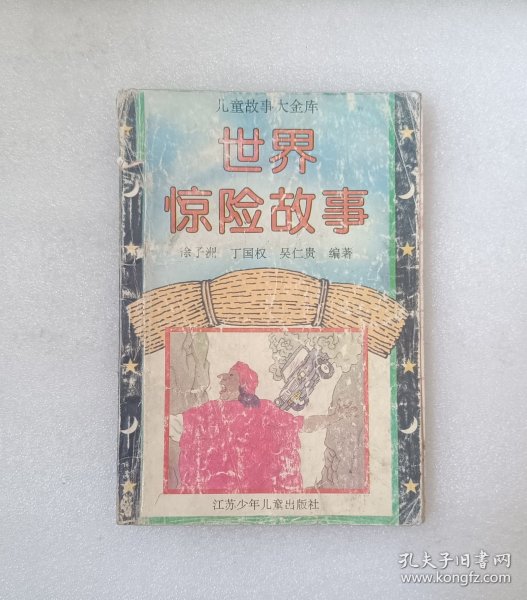 儿童故事大金库
世界
惊险故事
徐子湘 丁国权 吴仁贵 编著
江苏少年儿童出版社
孔夫子旧书网
www.kongfz.com